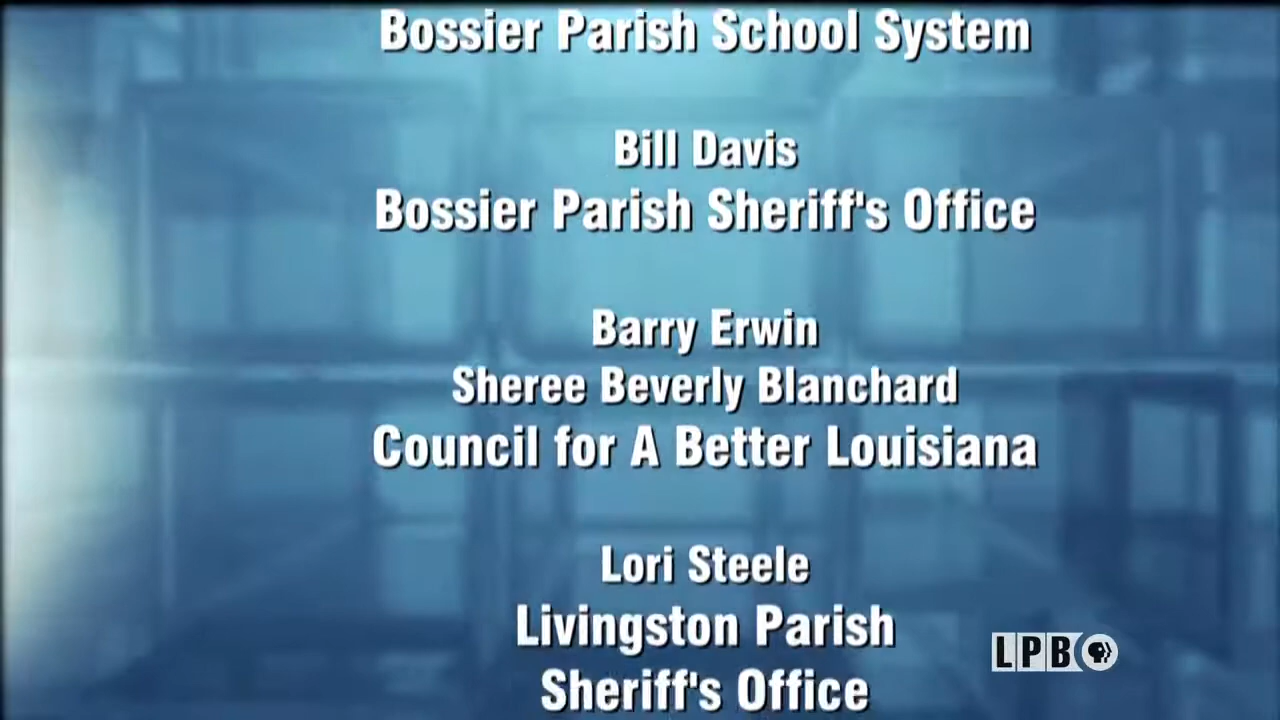 Bossier Parish School System
Bill Davis
Bossier Parish Sheriff's Office
Barry Erwin
Sheree Beverly Blanchard
Council for A Better Louisiana
Lori Steele
Livingston Parish
Sheriff's Office
LPB